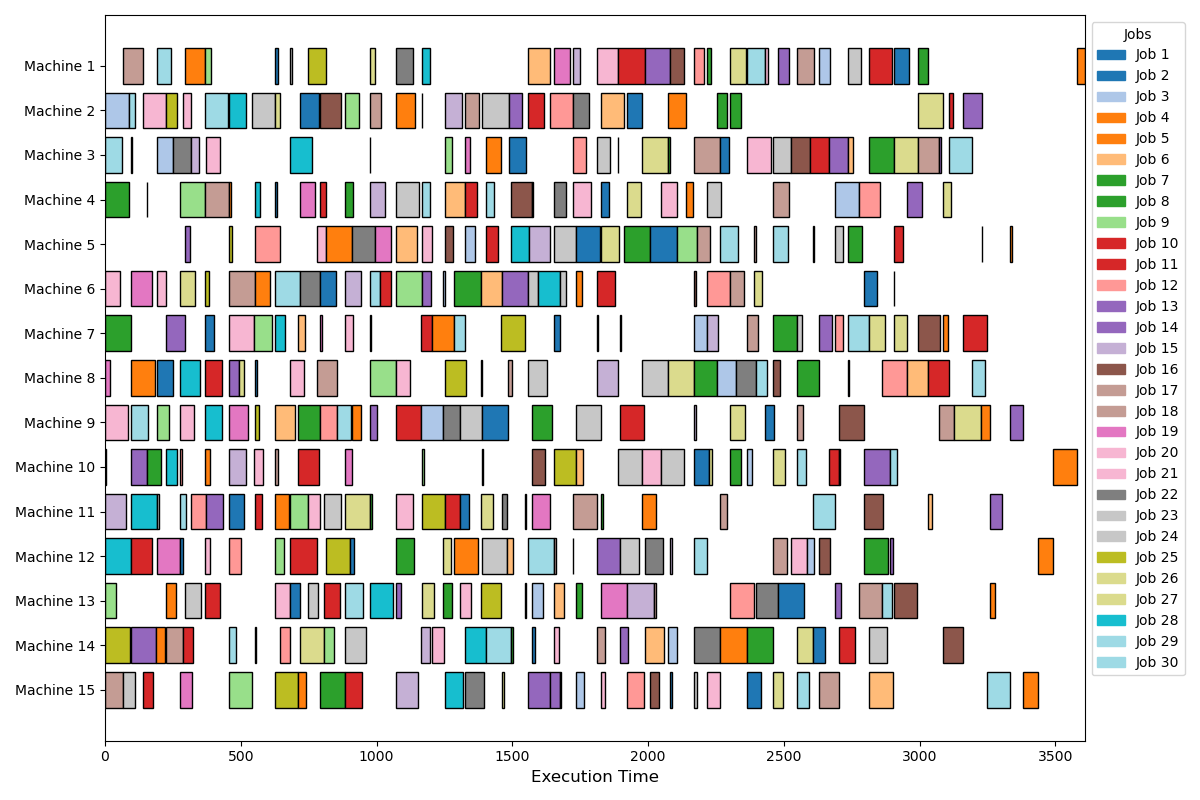 Machine 1
Machine 2
Machine 3
Machine 4
Machine 5
Machine 6
Machine 7
Machine 8
Machine 9
Machine 10
Machine 11
Machine 12
Machine 13
Machine 14
Machine 15
0 500 1000 1500 2000 2500 3000 3500
Execution Time
Jobs
Job 1
Job 2
Job 3
Job 4
Job 5
Job 6
Job 7
Job 8
Job 9
Job 10
Job 11
Job 12
Job 13
Job 14
Job 15
Job 16
Job 17
Job 18
Job 19
Job 20
Job 21
Job 22
Job 23
Job 24
Job 25
Job 26
Job 27
Job 28
Job 29
Job 30